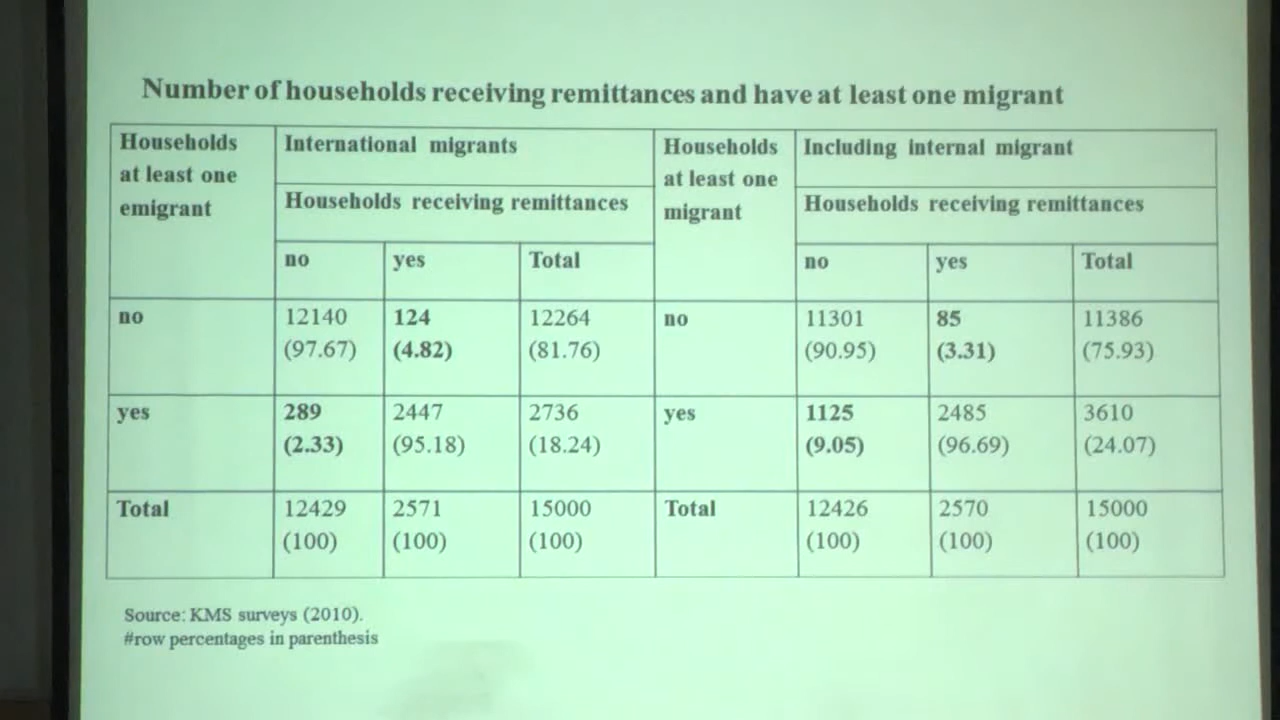 Number of households receiving remittances and have at least one migrant
Households at least one emigrant | International migrants | Households at least one migrant | Including internal migrant
Households receiving remittances | Households receiving remittances
no | yes | Total | no | yes | Total
no | 12140 | 124 | 12264 | no | 11301 | 85 | 11386
(97.67) | (4.82) | (81.76) | (90.95) | (3.31) | (75.93)
yes | 289 | 2447 | 2736 | yes | 1125 | 2485 | 3610
(2.33) | (95.18) | (18.24) | (9.05) | (96.69) | (24.07)
Total | 12429 | 2571 | 15000 | Total | 12426 | 2570 | 15000
(100) | (100) | (100) | (100) | (100) | (100)
Source: KMS surveys (2010).
#row percentages in parenthesis